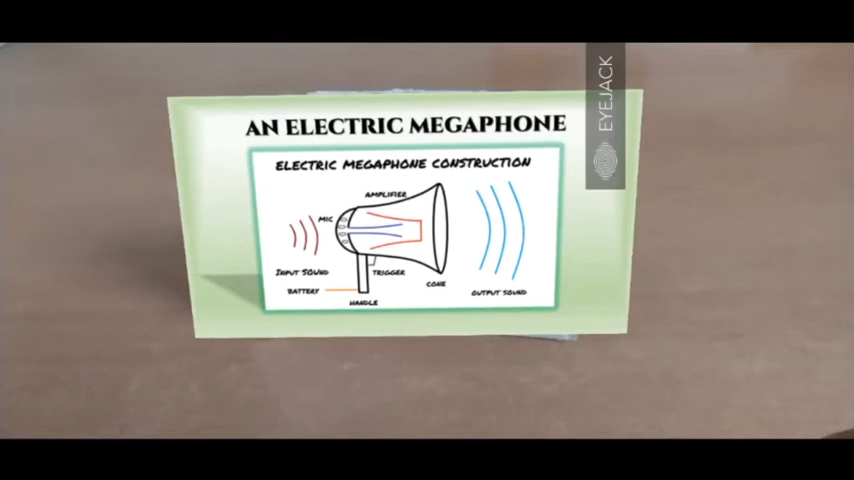 AN ELECTRIC MEGAPHONE
ELECTRIC MEGAPHONE CONSTRUCTION
AMPLIFIER
MIC
INPUT SOUND
TRIGGER
BATTERY
HANDLE
CONE
OUTPUT SOUND
EYEJACK